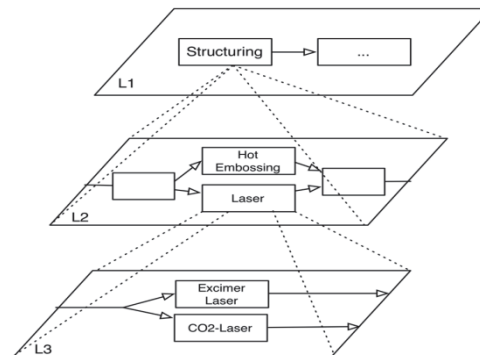 Structuring
...
L1
Hot
Embossing
Laser
L2
Excimer
Laser
CO2-Laser
L3